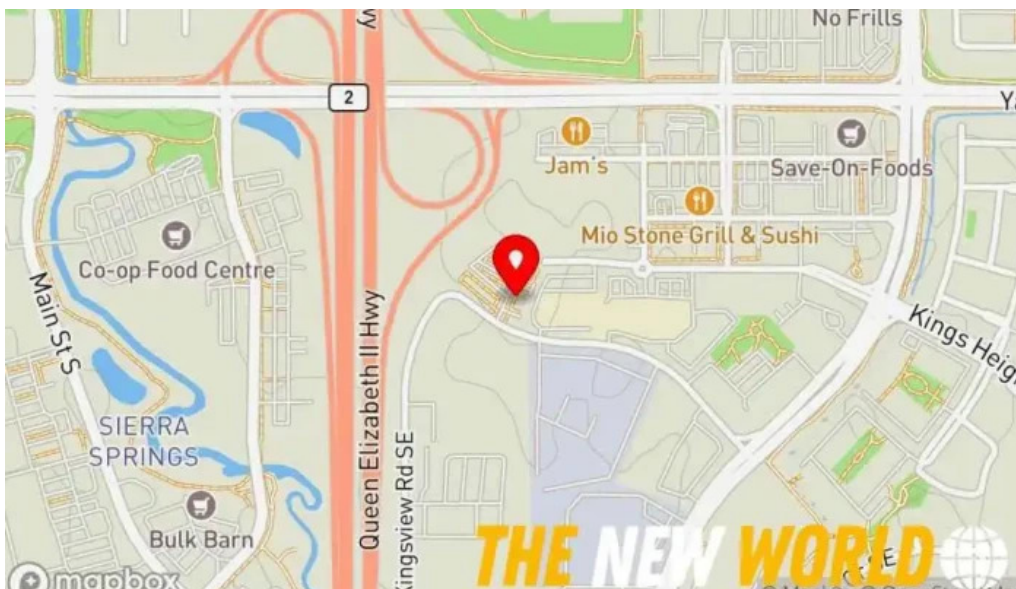 No Frills
2
Jam's
Save-On-Foods
Mio Stone Grill & Sushi
Co-op Food Centre
Main St S
Queen Elizabeth II Hwy
Kings Heigh
SIERRA
SPRINGS
Kingsview Rd SE
Bulk Barn
THE NEW WORLD
mapbox